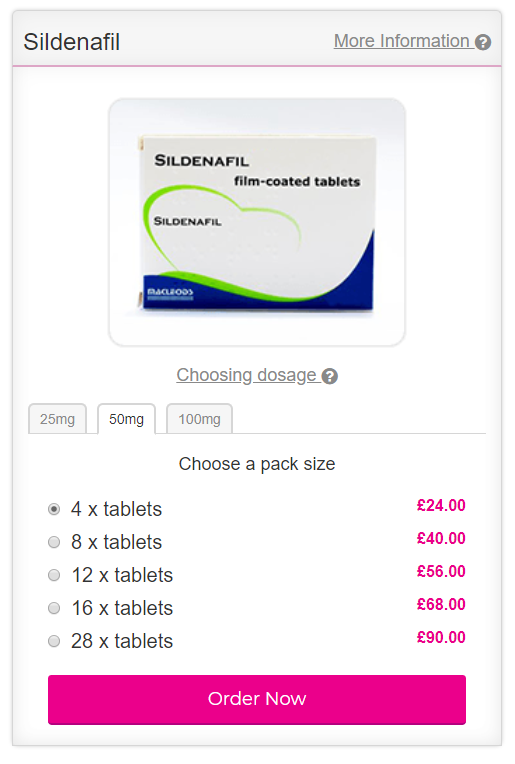 Sildenafil More Information ?
SILDENAFIL
film-coated tablets
SILDENAFIL
MACLEODS
Choosing dosage ?
25mg 50mg 100mg
Choose a pack size
4 x tablets £24.00
8 x tablets £40.00
12 x tablets £56.00
16 x tablets £68.00
28 x tablets £90.00
Order Now